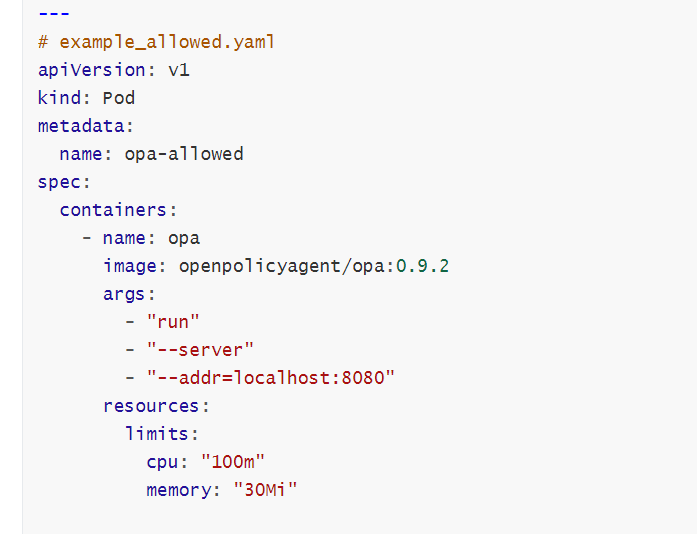 ---
# example_allowed.yaml
apiVersion: v1
kind: Pod
metadata:
  name: opa-allowed
spec:
  containers:
    - name: opa
      image: openpolicyagent/opa:0.9.2
      args:
        - "run"
        - "--server"
        - "--addr=localhost:8080"
      resources:
        limits:
          cpu: "100m"
          memory: "30Mi"